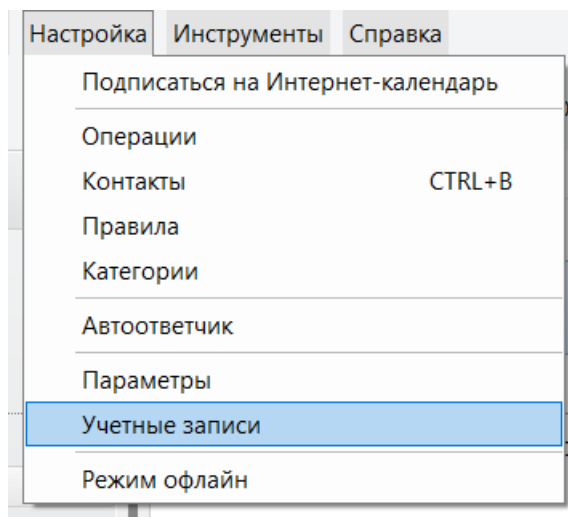 Настройка Инструменты Справка
Подписаться на Интернет-календарь
Операции
Контакты CTRL+B
Правила
Категории
Автоответчик
Параметры
Учетные записи
Режим офлайн